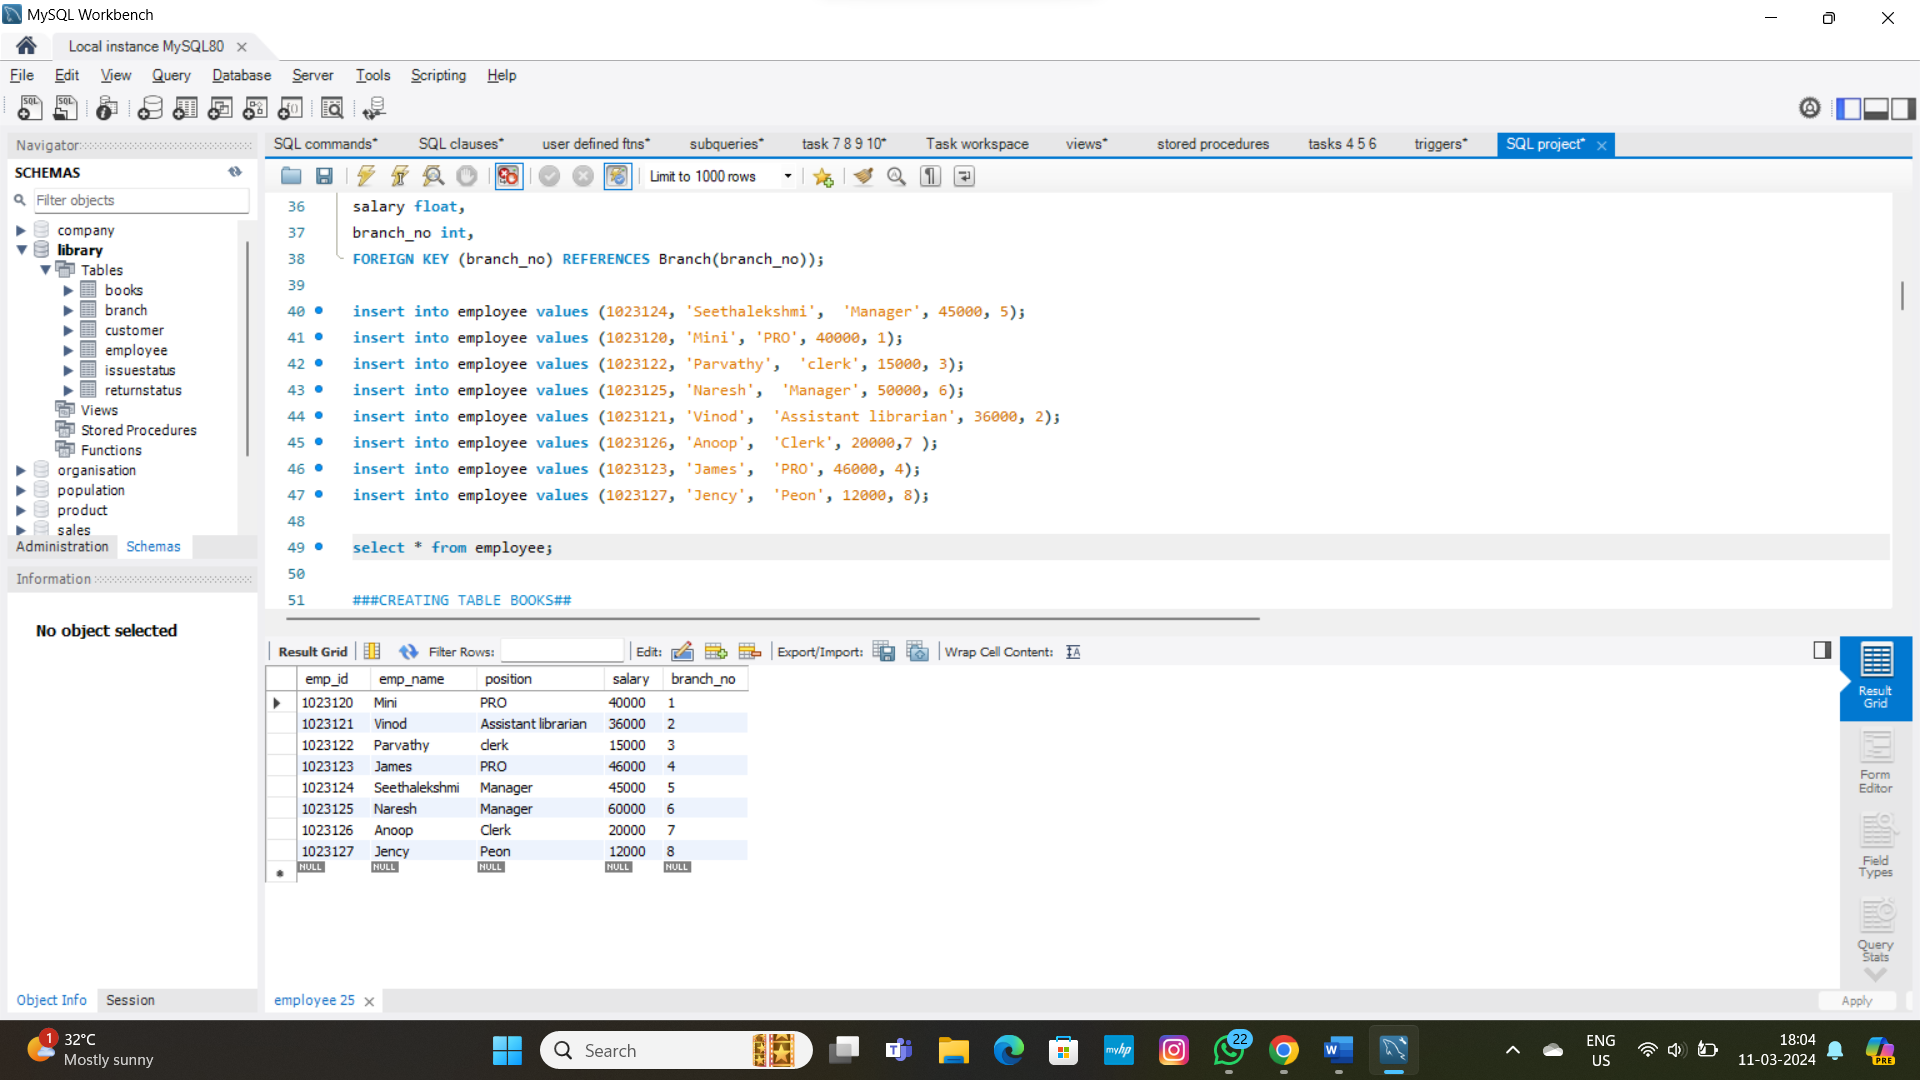 MySQL Workbench
Local instance MySQL80
File Edit View Query Database Server Tools Scripting Help
Navigator
SCHEMAS
Filter objects
company
library
Tables
books
branch
customer
employee
issuestatus
returnstatus
Views
Stored Procedures
Functions
organisation
population
product
sales
Administration Schemas
Information
No object selected
Object Info Session
SQL commands* SQL clauses* user defined ftns* subqueries* task 7 8 9 10* Task workspace views* stored procedures tasks 4 5 6 triggers* SQL project*
Limit to 1000 rows
36 salary float,
37 branch_no int,
38 FOREIGN KEY (branch_no) REFERENCES Branch(branch_no));
39
40 insert into employee values (1023124, 'Seethalekshmi', 'Manager', 45000, 5);
41 insert into employee values (1023120, 'Mini', 'PRO', 40000, 1);
42 insert into employee values (1023122, 'Parvathy', 'clerk', 15000, 3);
43 insert into employee values (1023125, 'Naresh', 'Manager', 50000, 6);
44 insert into employee values (1023121, 'Vinod', 'Assistant librarian', 36000, 2);
45 insert into employee values (1023126, 'Anoop', 'Clerk', 20000,7 );
46 insert into employee values (1023123, 'James', 'PRO', 46000, 4);
47 insert into employee values (1023127, 'Jency', 'Peon', 12000, 8);
48
49 select * from employee;
50
51 ###CREATING TABLE BOOKS##
Result Grid Filter Rows: Edit: Export/Import: Wrap Cell Content:
emp_id emp_name position salary branch_no
1023120 Mini PRO 40000 1
1023121 Vinod Assistant librarian 36000 2
1023122 Parvathy clerk 15000 3
1023123 James PRO 46000 4
1023124 Seethalekshmi Manager 45000 5
1023125 Naresh Manager 60000 6
1023126 Anoop Clerk 20000 7
1023127 Jency Peon 12000 8
NULL NULL NULL NULL NULL
Result
Grid
Form
Editor
Field
Types
Query
Stats
employee 25
Apply
1
32°C
Mostly sunny
Search
myhp
22
ENG
US
18:04
11-03-2024
PRE